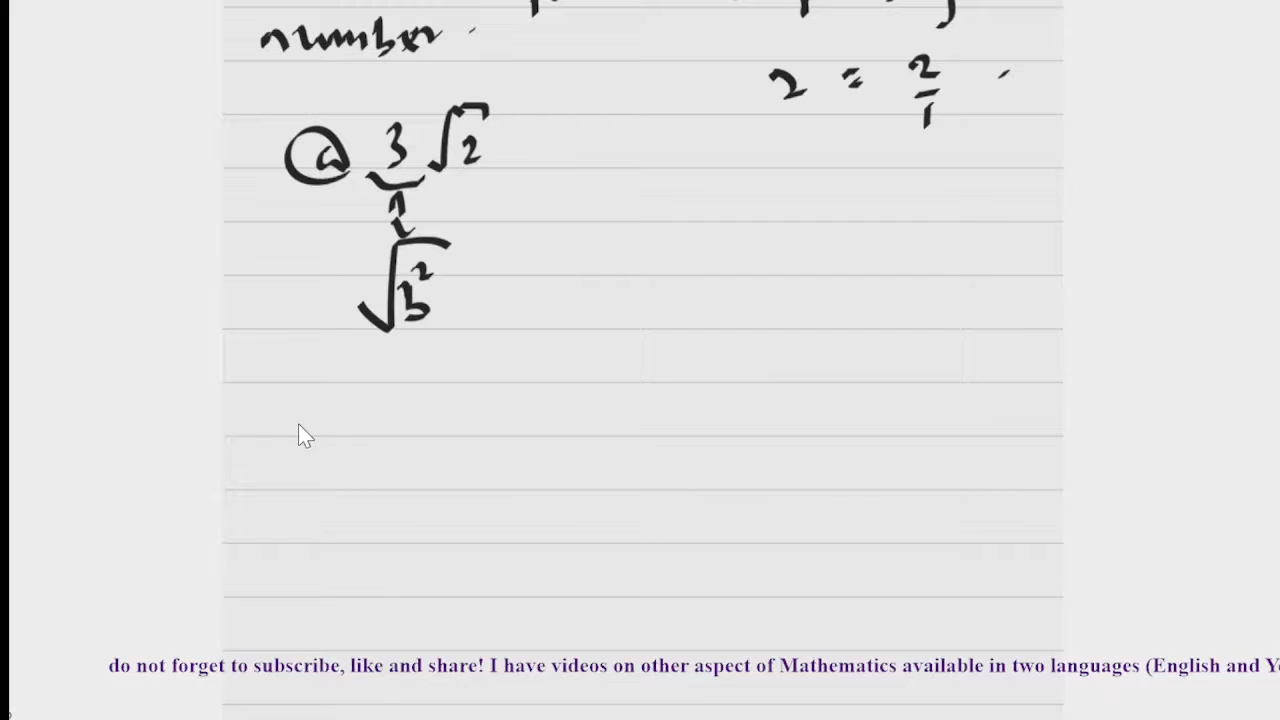 number.
2 = 2/1
(a) 3√2
√3²
do not forget to subscribe, like and share! I have videos on other aspect of Mathematics available in two languages (English and Yo